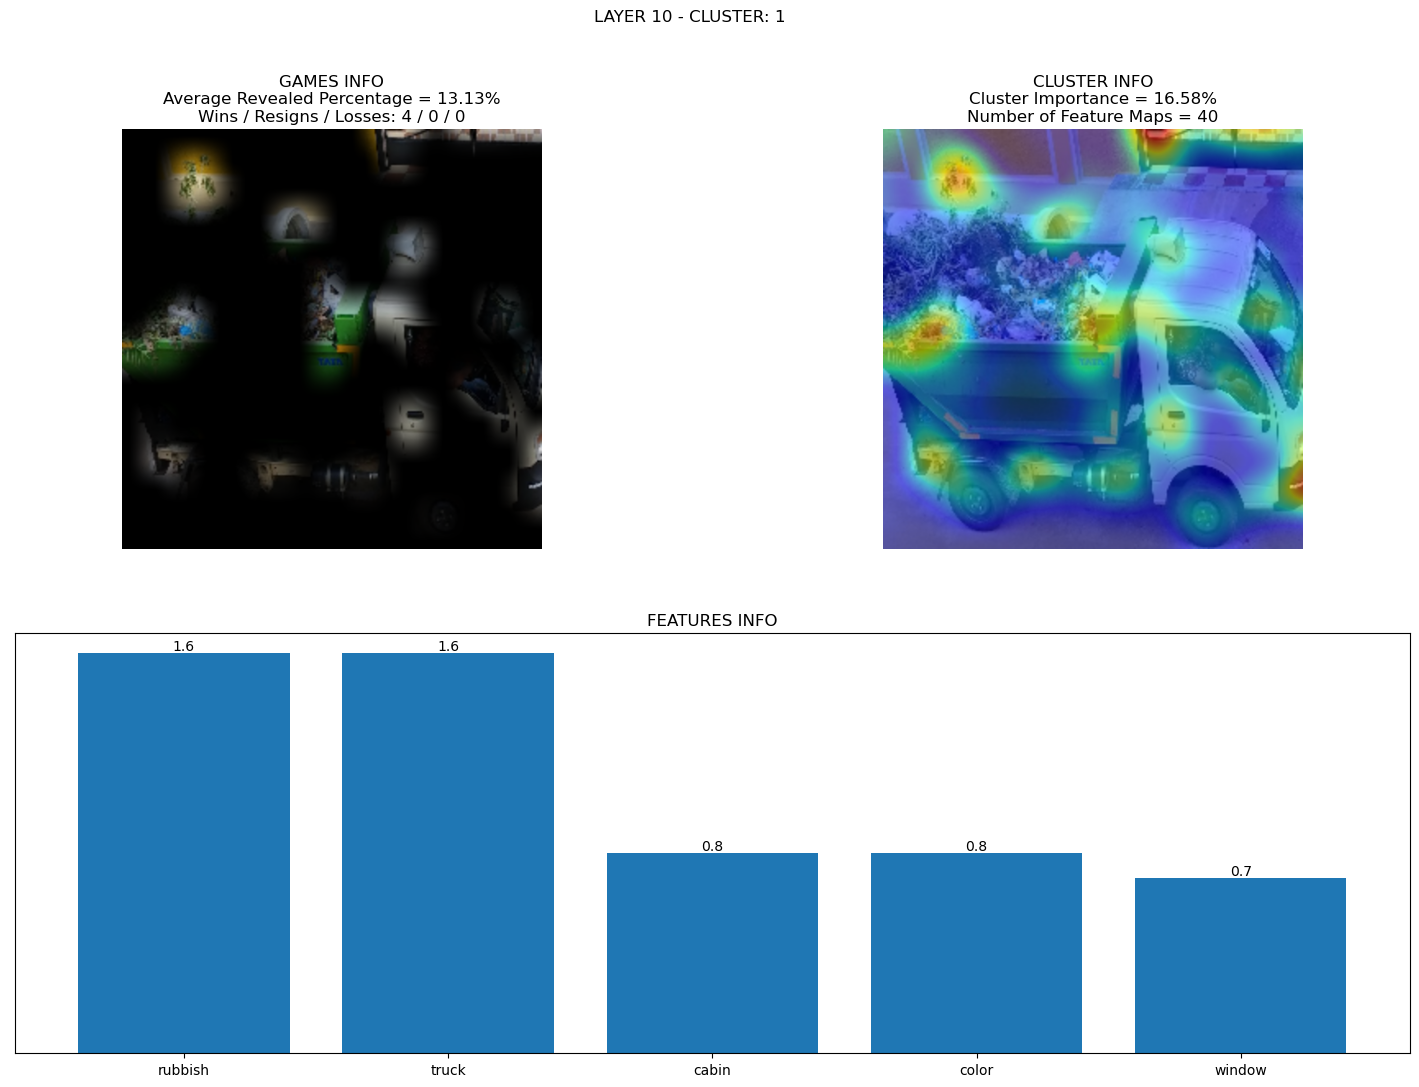 LAYER 10 - CLUSTER: 1
GAMES INFO
Average Revealed Percentage = 13.13%
Wins / Resigns / Losses: 4 / 0 / 0
CLUSTER INFO
Cluster Importance = 16.58%
Number of Feature Maps = 40
FEATURES INFO
1.6
1.6
0.8
0.8
0.7
rubbish
truck
cabin
color
window